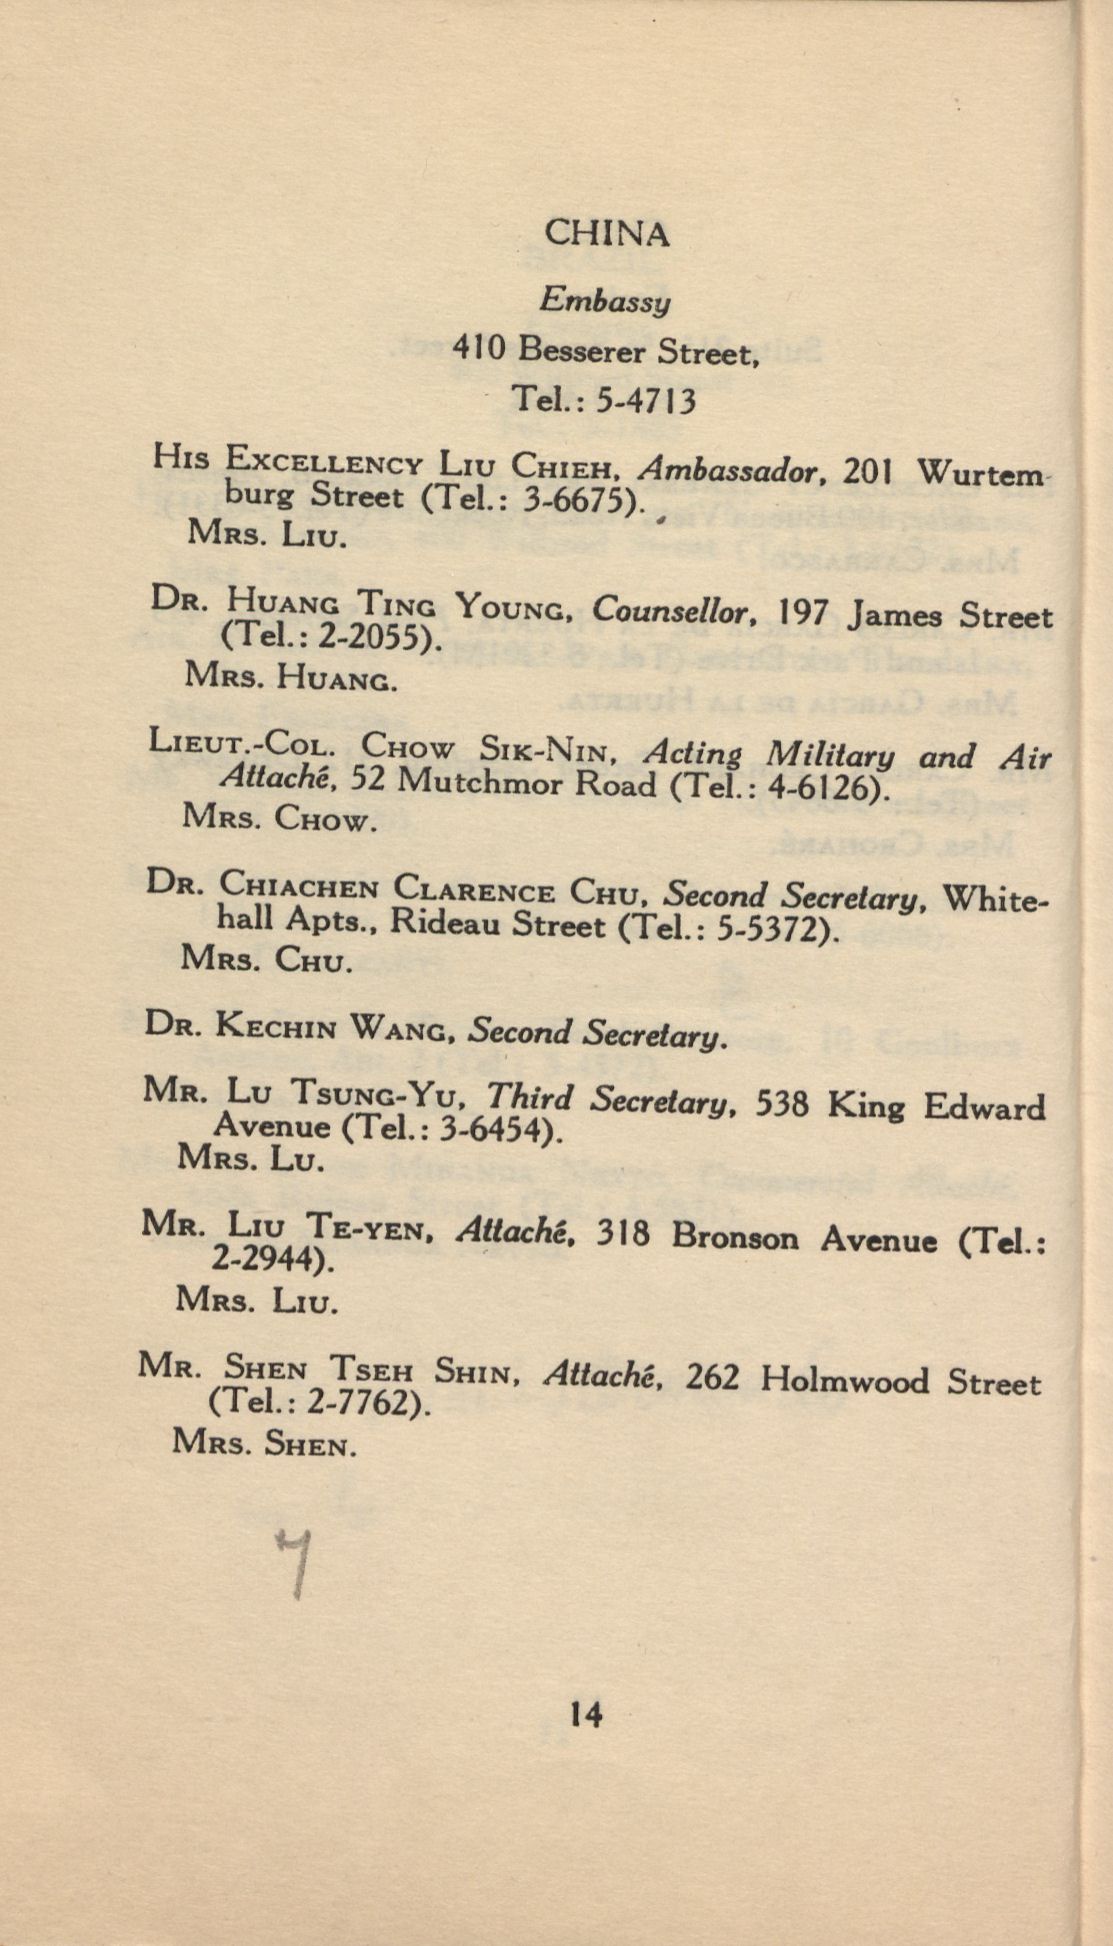 CHINA
Embassy
410 Besserer Street,
Tel.: 5-4713
HIS EXCELLENCY LIU CHIEH, Ambassador, 201 Wurtem-
burg Street (Tel.: 3-6675).
MRS. LIU.
DR. HUANG TING YOUNG, Counsellor, 197 James Street
(Tel.: 2-2055).
MRS. HUANG.
LIEUT.-COL. CHOW SIK-NIN, Acting Military and Air
Attaché, 52 Mutchmor Road (Tel.: 4-6126).
MRS. CHOW.
DR. CHIACHEN CLARENCE CHU, Second Secretary, White-
hall Apts., Rideau Street (Tel.: 5-5372).
MRS. CHU.
DR. KECHIN WANG, Second Secretary.
MR. LU TSUNG-YU, Third Secretary, 538 King Edward
Avenue (Tel.: 3-6454).
MRS. LU.
MR. LIU TE-YEN, Attaché, 318 Bronson Avenue (Tel.:
2-2944).
MRS. LIU.
MR. SHEN TSEH SHIN, Attaché, 262 Holmwood Street
(Tel.: 2-7762).
MRS. SHEN.
7
14